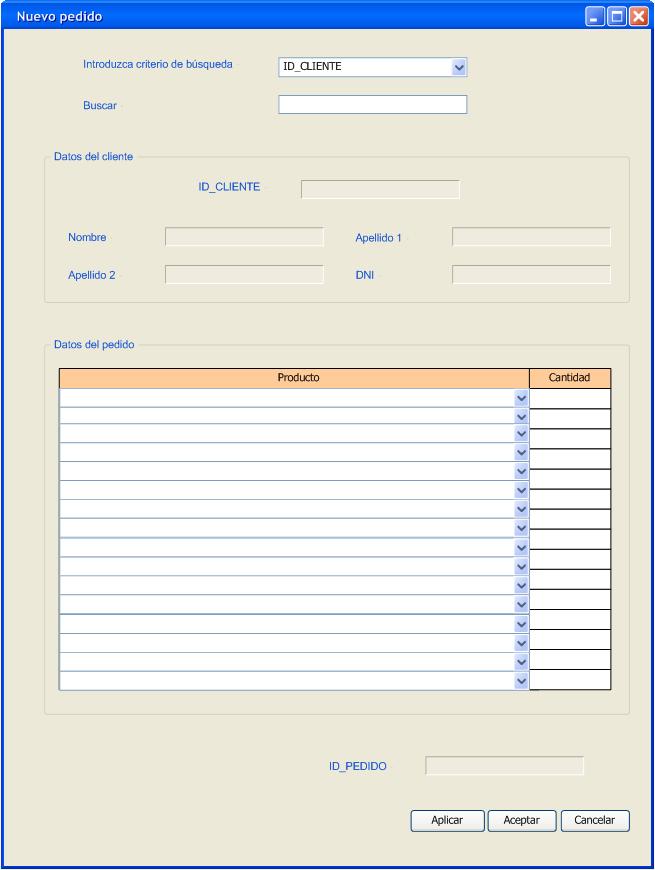 Nuevo pedido
Introduzca criterio de búsqueda
ID_CLIENTE
Buscar
Datos del cliente
ID_CLIENTE
Nombre
Apellido 1
Apellido 2
DNI
Datos del pedido
Producto Cantidad
ID_PEDIDO
Aplicar Aceptar Cancelar